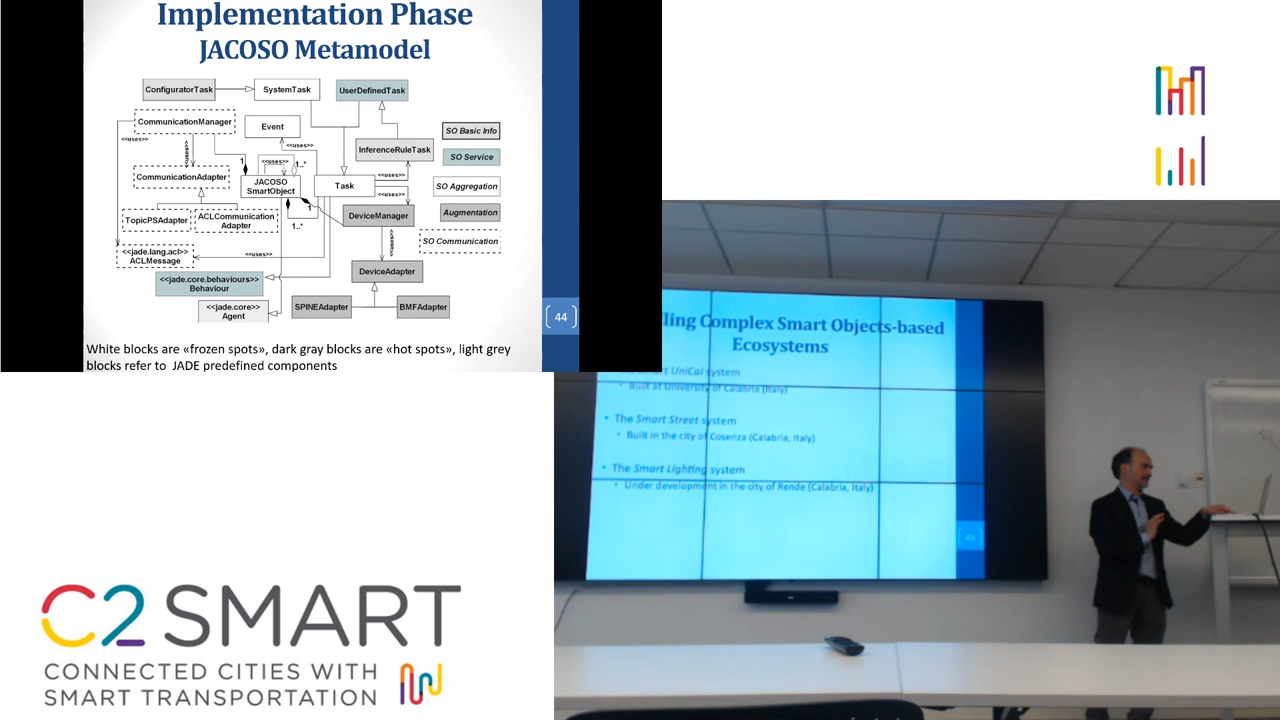 Implementation Phase
JACOSO Metamodel
ConfiguratorTask
SystemTask
UserDefinedTask
CommunicationManager
Event
SO Basic Info
<<uses>>
<<uses>>
<<uses>>
InferenceRuleTask
SO Service
<<uses>>
1
1..*
CommunicationAdapter
JACOSO
SmartObject
Task
<<uses>>
SO Aggregation
<<uses>>
TopicPSAdapter
ACLCommunication
Adapter
1
DeviceManager
Augmentation
1..*
<<uses>>
SO Communication
<<jade.lang.acl>>
ACLMessage
<<uses>>
<<jade.core.behaviours>>
Behaviour
DeviceAdapter
<<jade.core>>
Agent
SPINEAdapter
BMFAdapter
44
White blocks are «frozen spots», dark gray blocks are «hot spots», light grey
blocks refer to JADE predefined components
ling Complex Smart Objects-based
Ecosystems
Smart UniCal system
• Built at University of Calabria (Italy)
• The Smart Street system
• Built in the city of Cosenza (Calabria, Italy)
• The Smart Lighting system
• Under development in the city of Rende (Calabria, Italy)
C2 SMART
CONNECTED CITIES WITH
SMART TRANSPORTATION